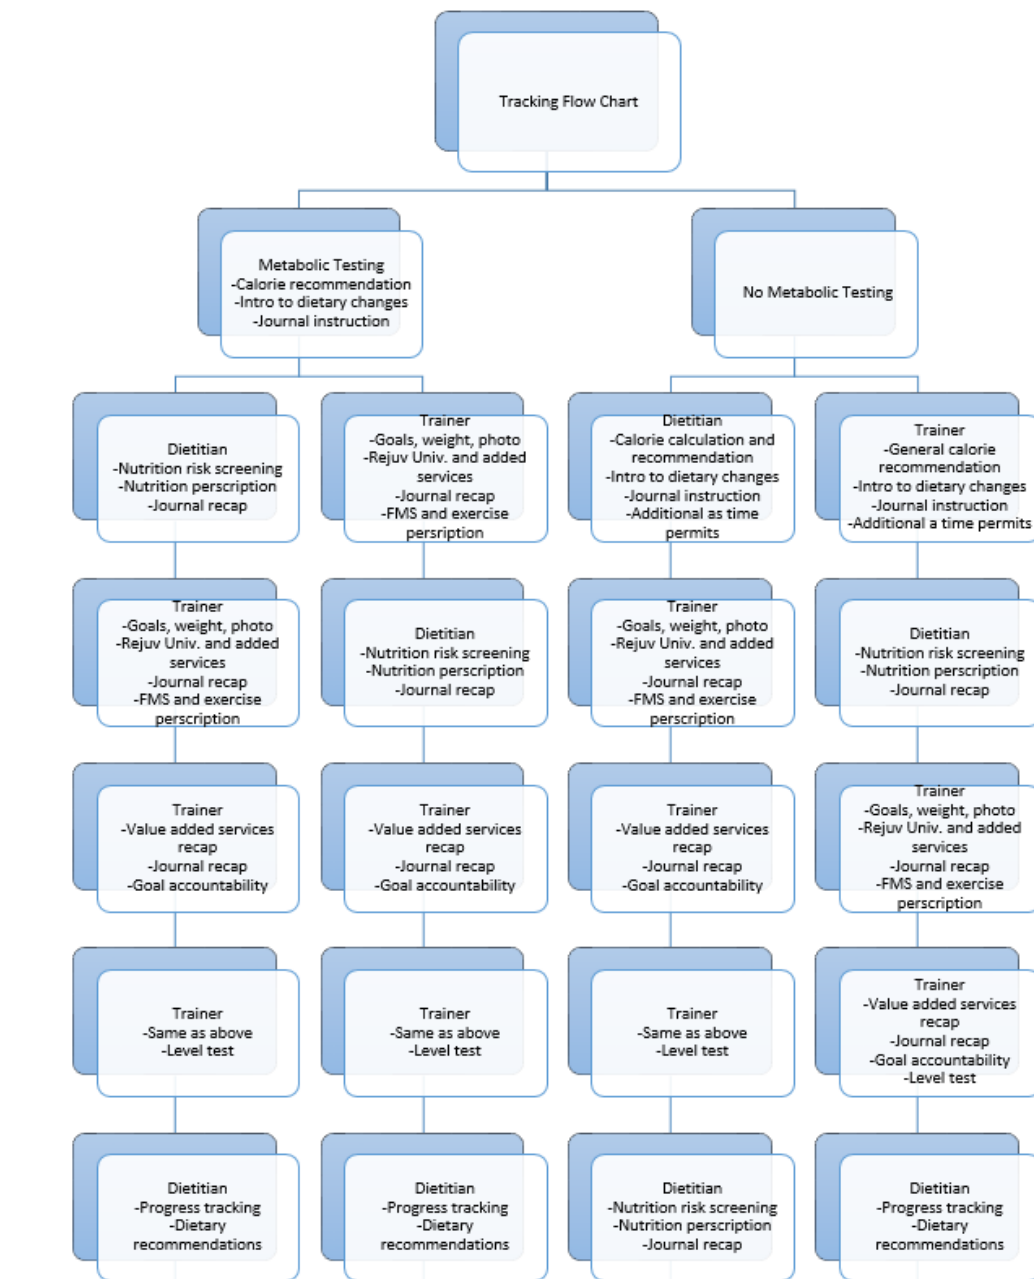 Tracking Flow Chart
Metabolic Testing
-Calorie recommendation
-Intro to dietary changes
-Journal instruction
No Metabolic Testing
Dietitian
-Nutrition risk screening
-Nutrition perscription
-Journal recap
Trainer
-Goals, weight, photo
-Rejuv Univ. and added
services
-Journal recap
-FMS and exercise
persription
Dietitian
-Calorie calculation and
recommendation
-Intro to dietary changes
-Journal instruction
-Additional as time
permits
Trainer
-General calorie
recommendation
-Intro to dietary changes
-Journal instruction
-Additional a time permits
Trainer
-Goals, weight, photo
-Rejuv Univ. and added
services
-Journal recap
-FMS and exercise
perscription
Dietitian
-Nutrition risk screening
-Nutrition perscription
-Journal recap
Trainer
-Goals, weight, photo
-Rejuv Univ. and added
services
-Journal recap
-FMS and exercise
perscription
Dietitian
-Nutrition risk screening
-Nutrition perscription
-Journal recap
Trainer
-Value added services
recap
-Journal recap
-Goal accountability
Trainer
-Value added services
recap
-Journal recap
-Goal accountability
Trainer
-Value added services
recap
-Journal recap
-Goal accountability
Trainer
-Goals, weight, photo
-Rejuv Univ. and added
services
-Journal recap
-FMS and exercise
perscription
Trainer
-Same as above
-Level test
Trainer
-Same as above
-Level test
Trainer
-Same as above
-Level test
Trainer
-Value added services
recap
-Journal recap
-Goal accountability
-Level test
Dietitian
-Progress tracking
-Dietary
recommendations
Dietitian
-Progress tracking
-Dietary
recommendations
Dietitian
-Nutrition risk screening
-Nutrition perscription
-Journal recap
Dietitian
-Progress tracking
-Dietary
recommendations